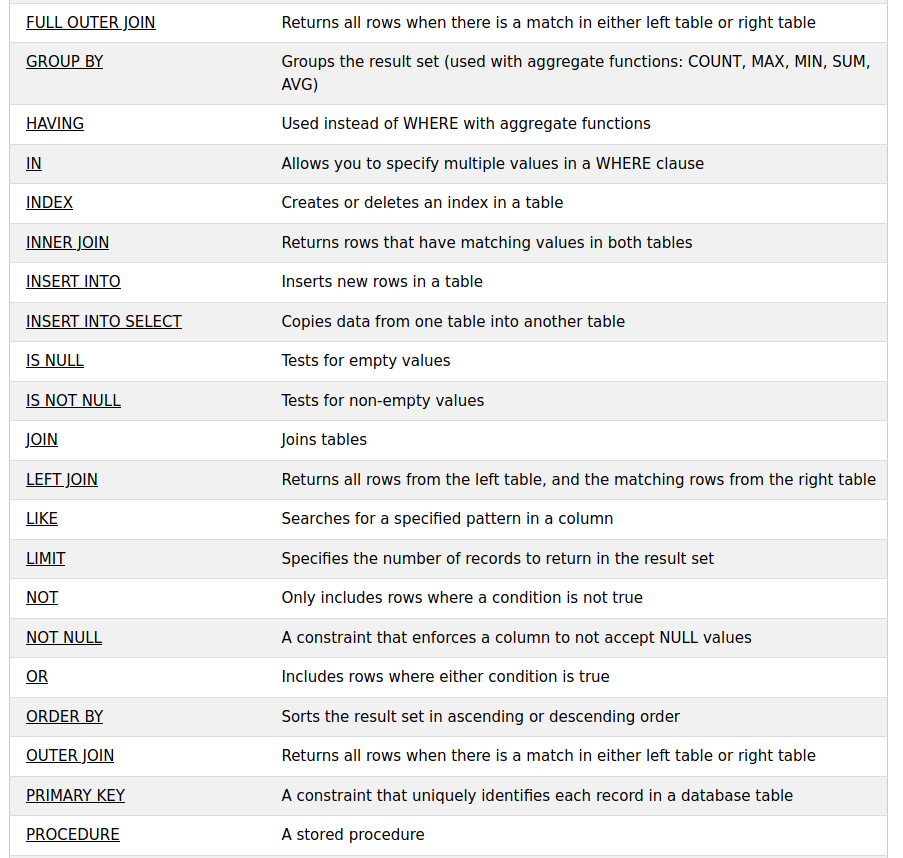 FULL OUTER JOIN Returns all rows when there is a match in either left table or right table
GROUP BY Groups the result set (used with aggregate functions: COUNT, MAX, MIN, SUM,
AVG)
HAVING Used instead of WHERE with aggregate functions
IN Allows you to specify multiple values in a WHERE clause
INDEX Creates or deletes an index in a table
INNER JOIN Returns rows that have matching values in both tables
INSERT INTO Inserts new rows in a table
INSERT INTO SELECT Copies data from one table into another table
IS NULL Tests for empty values
IS NOT NULL Tests for non-empty values
JOIN Joins tables
LEFT JOIN Returns all rows from the left table, and the matching rows from the right table
LIKE Searches for a specified pattern in a column
LIMIT Specifies the number of records to return in the result set
NOT Only includes rows where a condition is not true
NOT NULL A constraint that enforces a column to not accept NULL values
OR Includes rows where either condition is true
ORDER BY Sorts the result set in ascending or descending order
OUTER JOIN Returns all rows when there is a match in either left table or right table
PRIMARY KEY A constraint that uniquely identifies each record in a database table
PROCEDURE A stored procedure